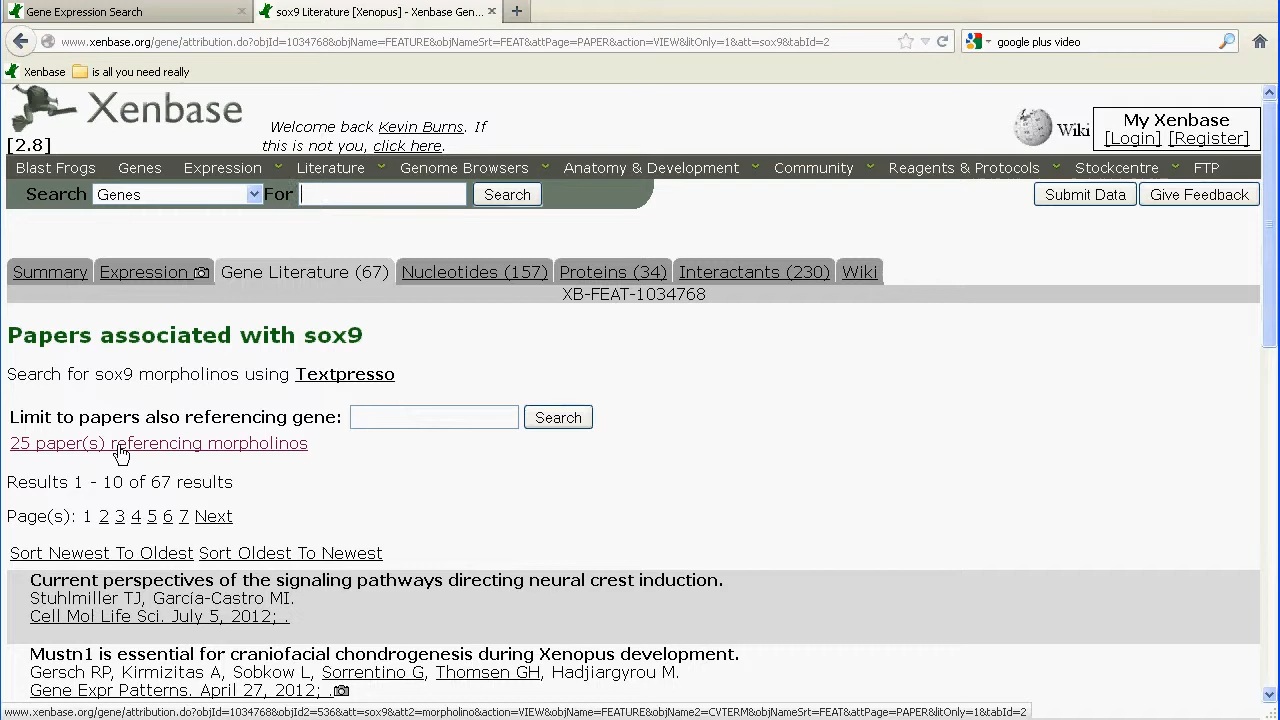 Gene Expression Search × sox9 Literature [Xenopus] - Xenbase Gen... × +
www.xenbase.org/gene/attribution.do?objId=1034768&objName=FEATURE&objNameSrt=FEAT&attPage=PAPER&action=VIEW&litOnly=1&att=sox9&tabId=2 google plus video
Xenbase is all you need really
Xenbase
[2.8]
Welcome back Kevin Burns. If
this is not you, click here.
Wiki
My Xenbase
[Login] [Register]
Blast Frogs Genes Expression Literature Genome Browsers Anatomy & Development Community Reagents & Protocols Stockcentre FTP
Search Genes For Search Submit Data Give Feedback
Summary Expression Gene Literature (67) Nucleotides (157) Proteins (34) Interactants (230) Wiki
XB-FEAT-1034768
Papers associated with sox9
Search for sox9 morpholinos using Textpresso
Limit to papers also referencing gene: Search
25 paper(s) referencing morpholinos
Results 1 - 10 of 67 results
Page(s): 1 2 3 4 5 6 7 Next
Sort Newest To Oldest Sort Oldest To Newest
Current perspectives of the signaling pathways directing neural crest induction.
Stuhlmiller TJ, García-Castro MI.
Cell Mol Life Sci. July 5, 2012; .
Mustn1 is essential for craniofacial chondrogenesis during Xenopus development.
Gersch RP, Kirmizitas A, Sobkow L, Sorrentino G, Thomsen GH, Hadjiargyrou M.
Gene Expr Patterns. April 27, 2012; .
www.xenbase.org/gene/attribution.do?objId=1034768&objId2=536&att=sox9&att2=morpholino&action=VIEW&objName=FEATURE&objName2=CVTERM&objNameSrt=FEAT&attPage=PAPER&litOnly=1&tabId=2